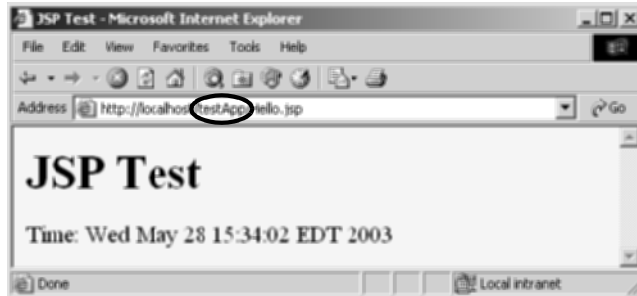 JSP Test - Microsoft Internet Explorer
File Edit View Favorites Tools Help
Address http://localhost/testApp/Hello.jsp Go
JSP Test
Time: Wed May 28 15:34:02 EDT 2003
Done Local intranet